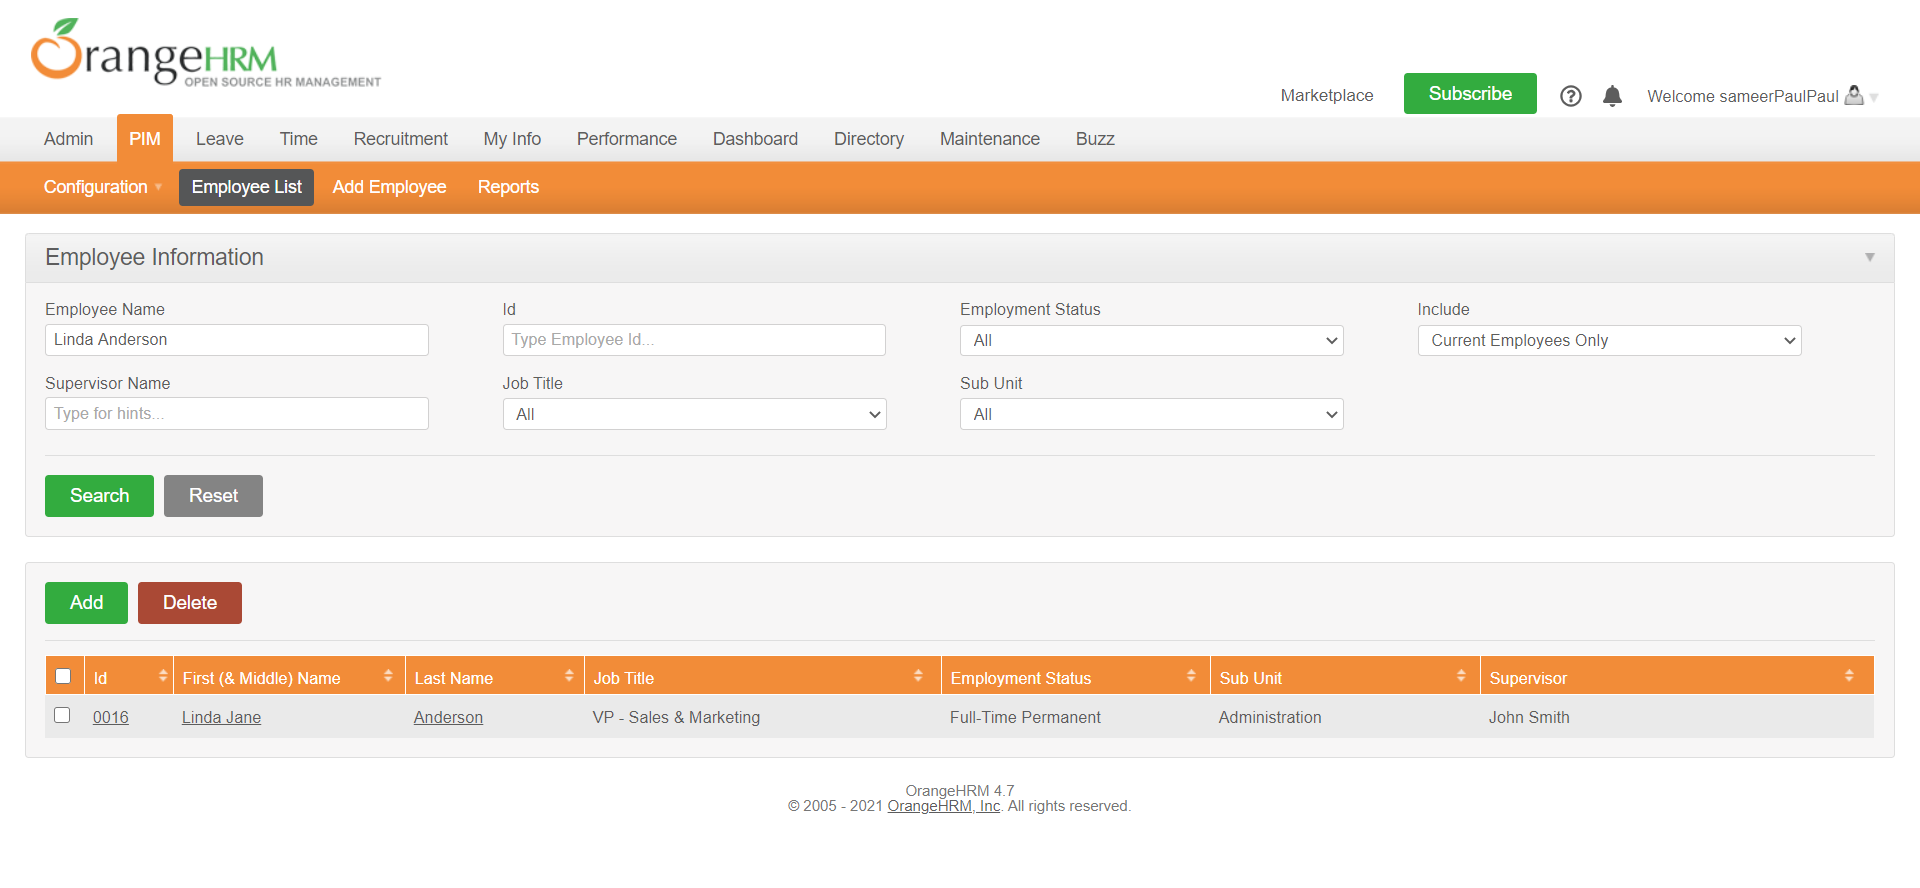 OrangeHRM
OPEN SOURCE HR MANAGEMENT
Marketplace Subscribe Welcome sameerPaulPaul
Admin PIM Leave Time Recruitment My Info Performance Dashboard Directory Maintenance Buzz
Configuration Employee List Add Employee Reports
Employee Information
Employee Name Id Employment Status Include
Linda Anderson Type Employee Id... All Current Employees Only
Supervisor Name Job Title Sub Unit
Type for hints... All All
Search Reset
Add Delete
Id First (& Middle) Name Last Name Job Title Employment Status Sub Unit Supervisor
0016 Linda Jane Anderson VP - Sales & Marketing Full-Time Permanent Administration John Smith
OrangeHRM 4.7
© 2005 - 2021 OrangeHRM, Inc. All rights reserved.